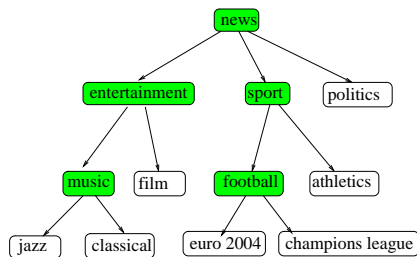 news
entertainment
sport
politics
music
film
football
athletics
jazz
classical
euro 2004
champions league